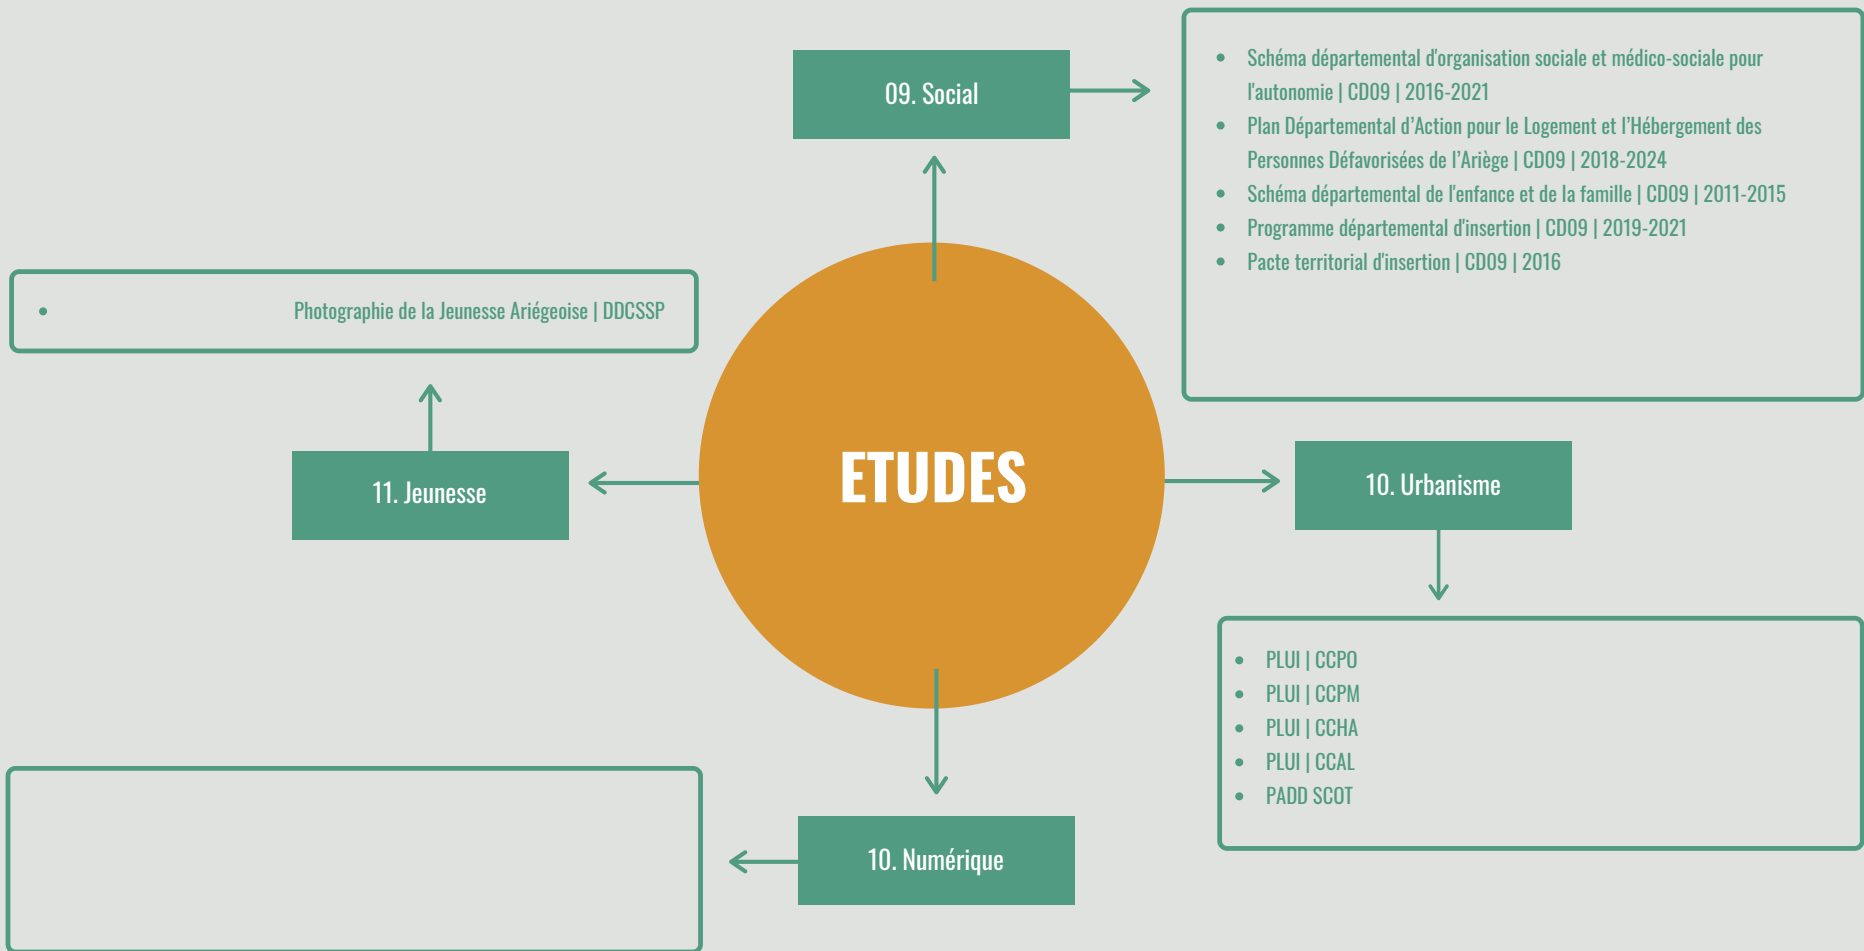 09. Social
• Schéma départemental d'organisation sociale et médico-sociale pour
l'autonomie | CD09 | 2016-2021
• Plan Départemental d’Action pour le Logement et l’Hébergement des
Personnes Défavorisées de l’Ariège | CD09 | 2018-2024
• Schéma départemental de l'enfance et de la famille | CD09 | 2011-2015
• Programme départemental d'insertion | CD09 | 2019-2021
• Pacte territorial d'insertion | CD09 | 2016
• Photographie de la Jeunesse Ariégeoise | DDCSSP
11. Jeunesse
ETUDES
10. Urbanisme
• PLUI | CCPO
• PLUI | CCPM
• PLUI | CCHA
• PLUI | CCAL
• PADD SCOT
10. Numérique